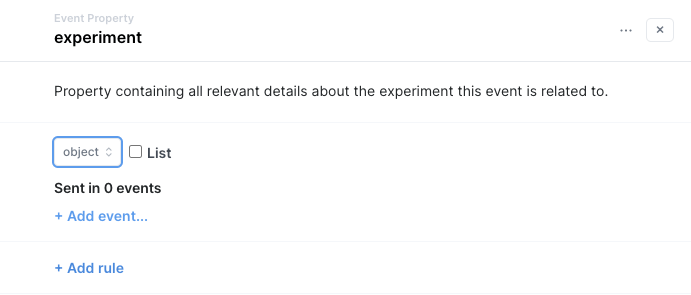 Event Property
experiment
Property containing all relevant details about the experiment this event is related to.
object List
Sent in 0 events
+ Add event...
+ Add rule